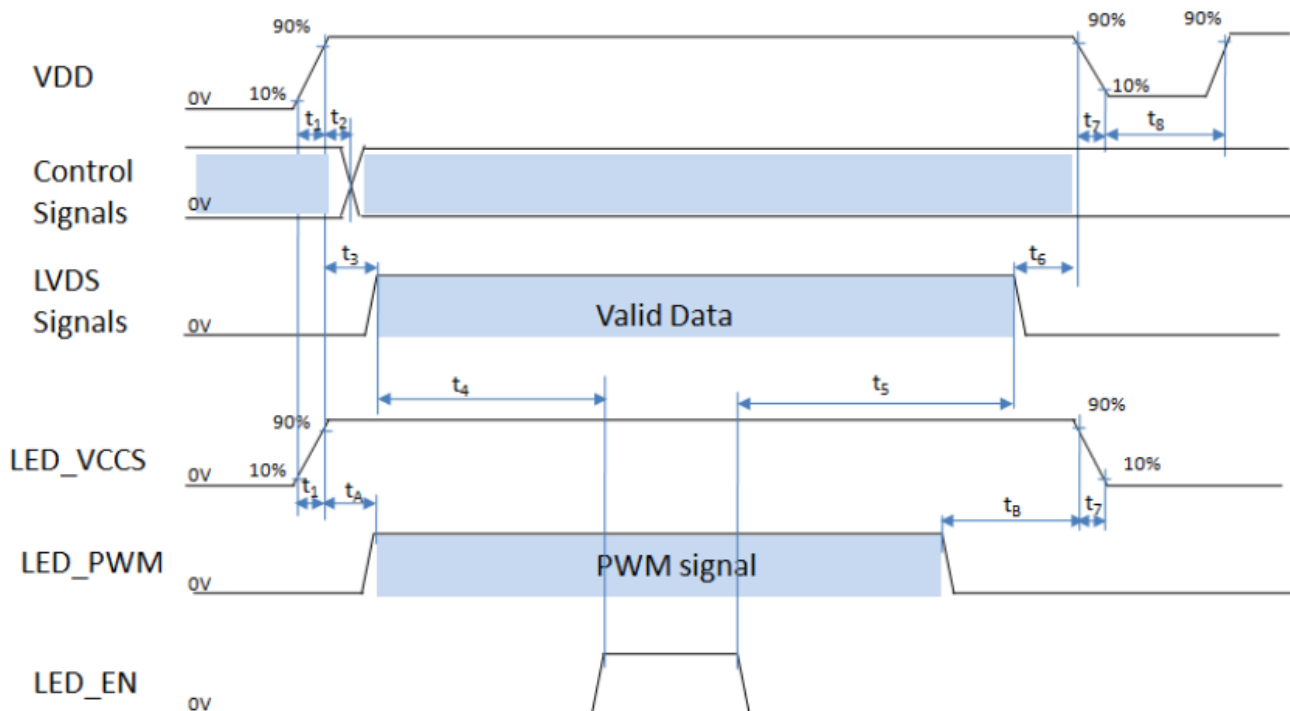 90%
90%
90%
VDD
0V
10%
10%
t1
t2
t7
t8
Control
Signals
0V
LVDS
Signals
t3
t6
0V
Valid Data
t4
t5
90%
90%
LED_VCCS
0V
10%
10%
t1
tA
tB
t7
LED_PWM
0V
PWM signal
LED_EN
0V